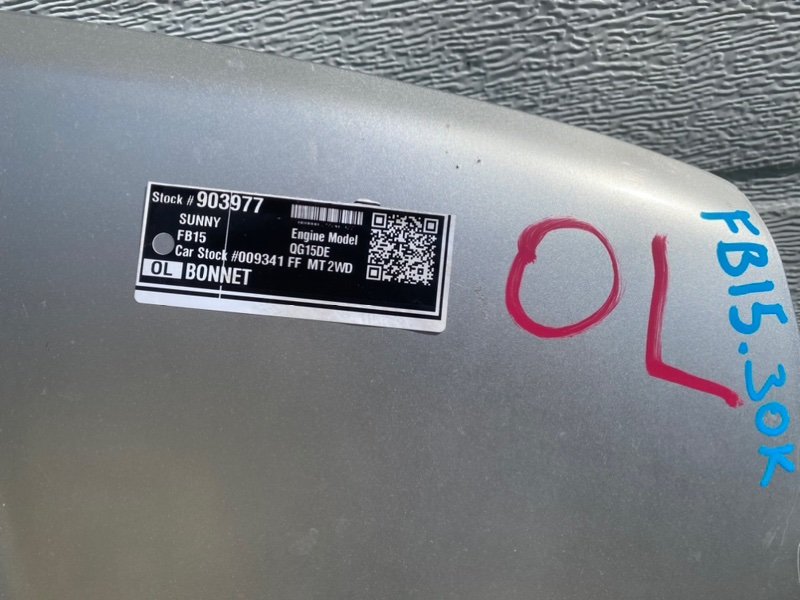 Stock # 903977
SUNNY
FB15
Engine Model
QG15DE
Car Stock #009341 FF MT 2WD
OL BONNET
OL
FB15.30K